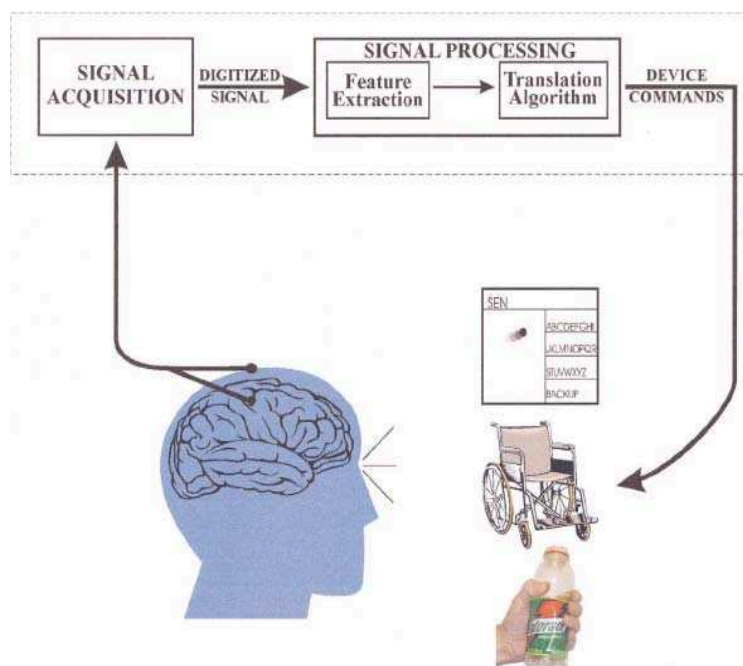 SIGNAL PROCESSING
SIGNAL
ACQUISITION
DIGITIZED
SIGNAL
Feature
Extraction
Translation
Algorithm
DEVICE
COMMANDS
SEN
ABCDEFGHI
JKLMNOPQR
STUVWXYZ
BACKUP